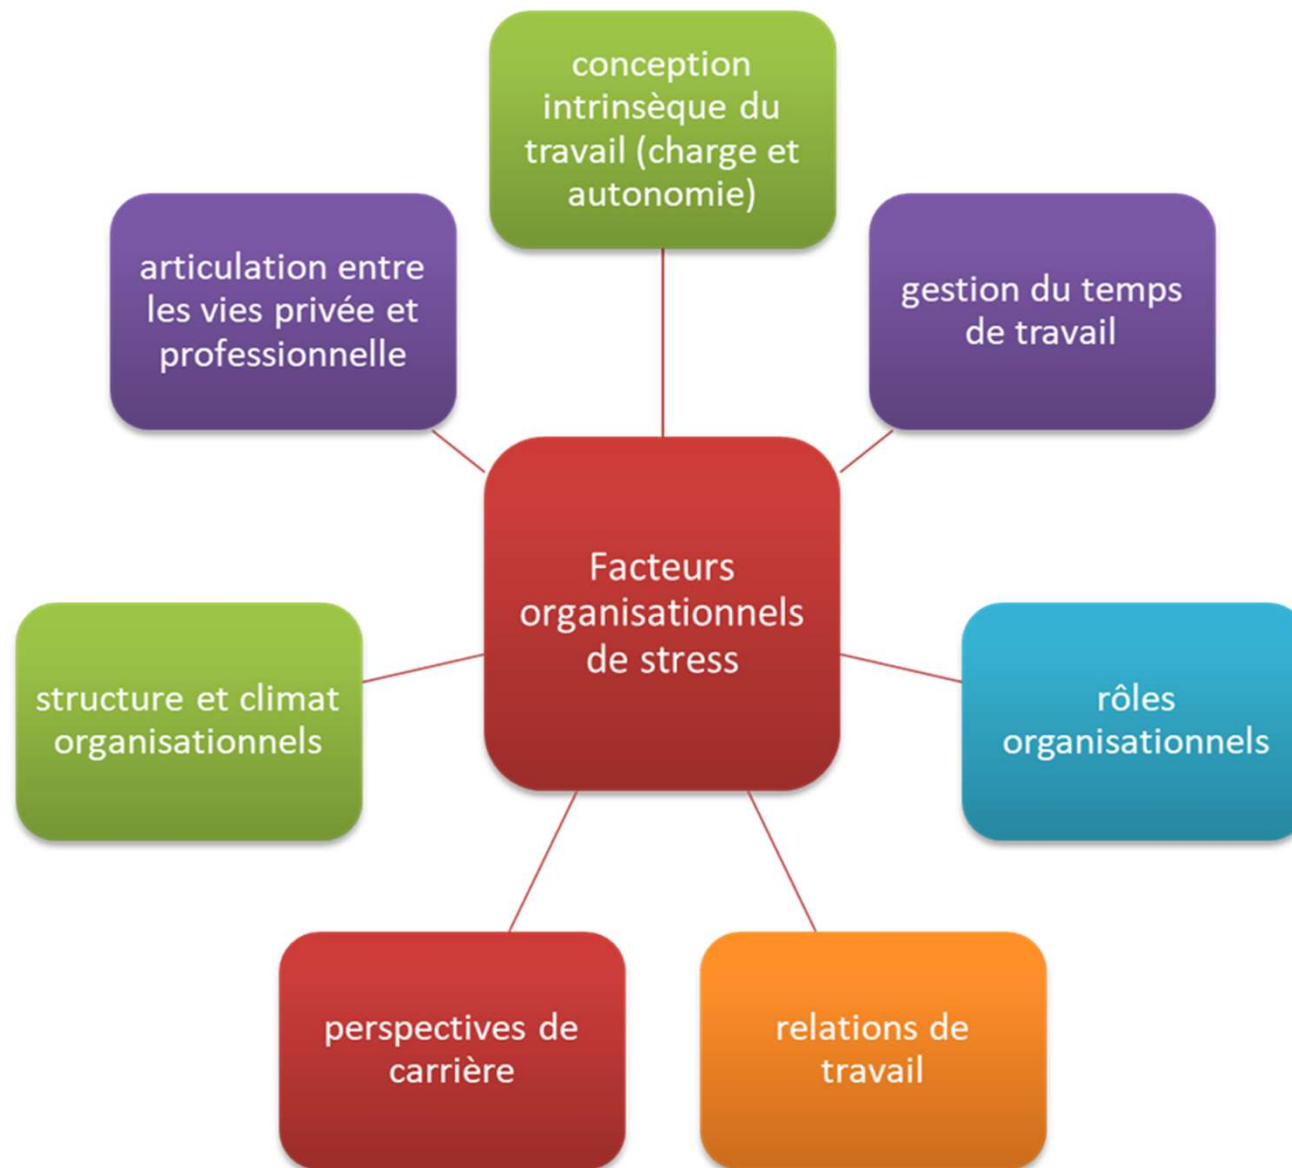 conception
intrinsèque du
travail (charge et
autonomie)
articulation entre
les vies privée et
professionnelle
gestion du temps
de travail
Facteurs
organisationnels
de stress
structure et climat
organisationnels
rôles
organisationnels
perspectives de
carrière
relations de
travail